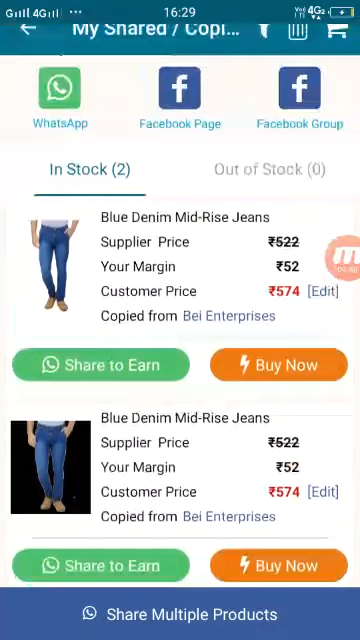 4G 4G ... 16:29 4G
My Shared / Copi...
WhatsApp Facebook Page Facebook Group
In Stock (2) Out of Stock (0)
Blue Denim Mid-Rise Jeans
Supplier Price ₹522
Your Margin ₹52
Customer Price ₹574 [Edit]
Copied from Bei Enterprises
Share to Earn Buy Now
Blue Denim Mid-Rise Jeans
Supplier Price ₹522
Your Margin ₹52
Customer Price ₹574 [Edit]
Copied from Bei Enterprises
Share to Earn Buy Now
Share Multiple Products